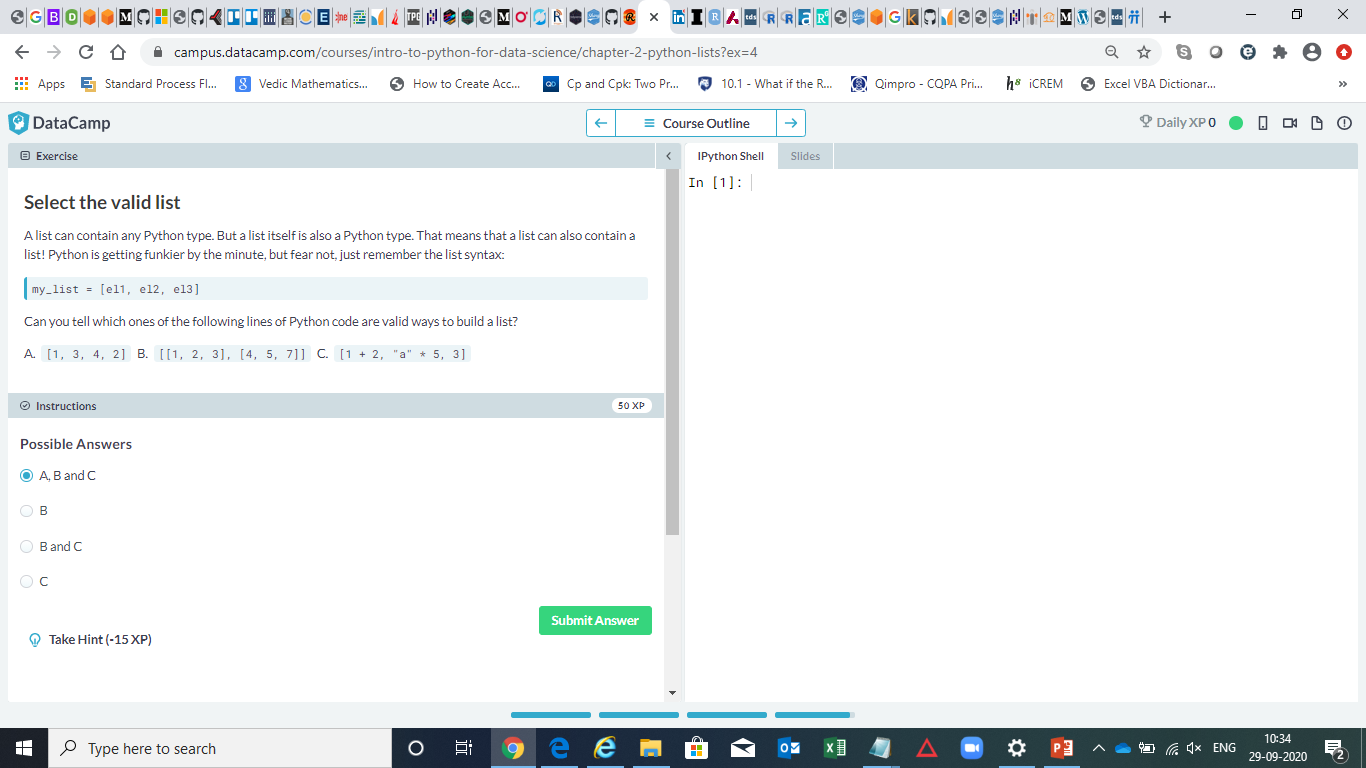 campus.datacamp.com/courses/intro-to-python-for-data-science/chapter-2-python-lists?ex=4
Apps
Standard Process Fl...
Vedic Mathematics...
How to Create Acc...
Cp and Cpk: Two Pr...
10.1 - What if the R...
Qimpro - CQPA Pri...
iCREM
Excel VBA Dictionar...
»
DataCamp
Course Outline
Daily XP 0
Exercise
IPython Shell
Slides
In [1]:
Select the valid list
A list can contain any Python type. But a list itself is also a Python type. That means that a list can also contain a
list! Python is getting funkier by the minute, but fear not, just remember the list syntax:
my_list = [el1, el2, el3]
Can you tell which ones of the following lines of Python code are valid ways to build a list?
A. [1, 3, 4, 2] B. [[1, 2, 3], [4, 5, 7]] C. [1 + 2, "a" * 5, 3]
Instructions
50 XP
Possible Answers
A, B and C
B
B and C
C
Submit Answer
Take Hint (-15 XP)
Type here to search
ENG
10:34
29-09-2020
2